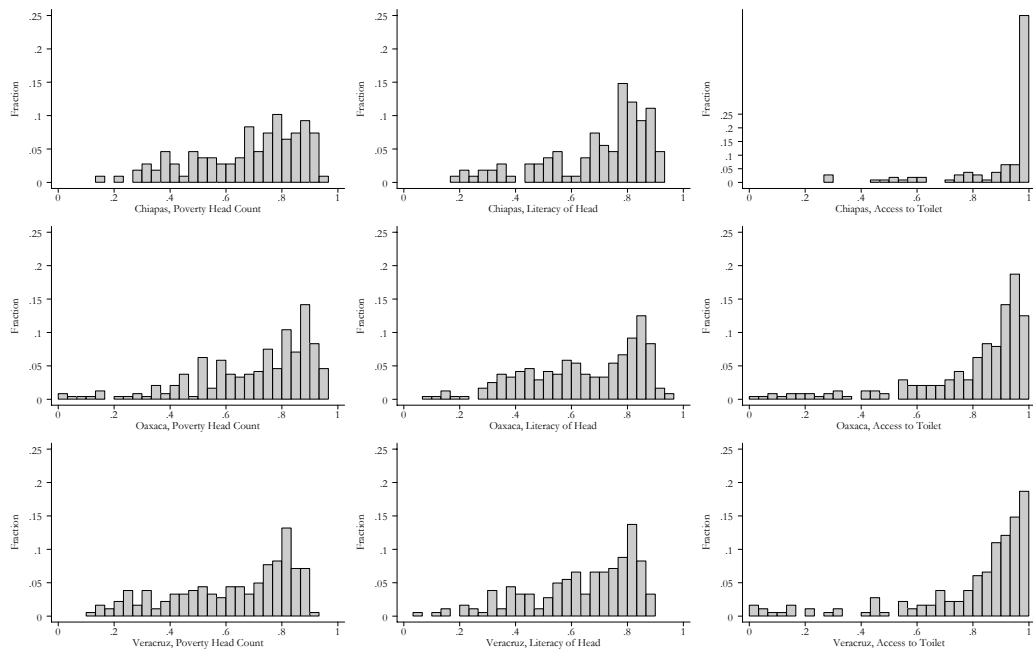 .25 .25 .25
.2 .2
.15 .15
Fraction Fraction Fraction
.1 .1 .25
.2
.15
.05 .05 .1
.05
0 0 0
0 .2 .4 .6 .8 1 0 .2 .4 .6 .8 1 0 .2 .4 .6 .8 1
Chiapas, Poverty Head Count Chiapas, Literacy of Head Chiapas, Access to Toilet
.25 .25 .25
.2 .2 .2
.15 .15 .15
Fraction Fraction Fraction
.1 .1 .1
.05 .05 .05
0 0 0
0 .2 .4 .6 .8 1 0 .2 .4 .6 .8 1 0 .2 .4 .6 .8 1
Oaxaca, Poverty Head Count Oaxaca, Literacy of Head Oaxaca, Access to Toilet
.25 .25 .25
.2 .2 .2
.15 .15 .15
Fraction Fraction Fraction
.1 .1 .1
.05 .05 .05
0 0 0
0 .2 .4 .6 .8 1 0 .2 .4 .6 .8 1 0 .2 .4 .6 .8 1
Veracruz, Poverty Head Count Veracruz, Literacy of Head Veracruz, Access to Toilet